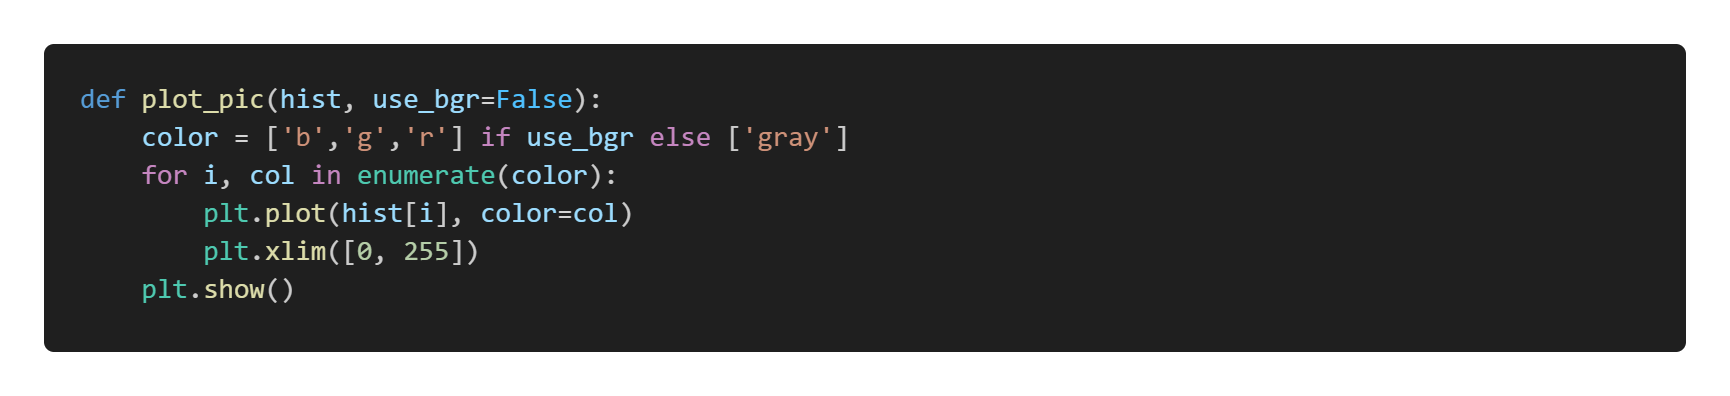 def plot_pic(hist, use_bgr=False):
    color = ['b','g','r'] if use_bgr else ['gray']
    for i, col in enumerate(color):
        plt.plot(hist[i], color=col)
        plt.xlim([0, 255])
    plt.show()